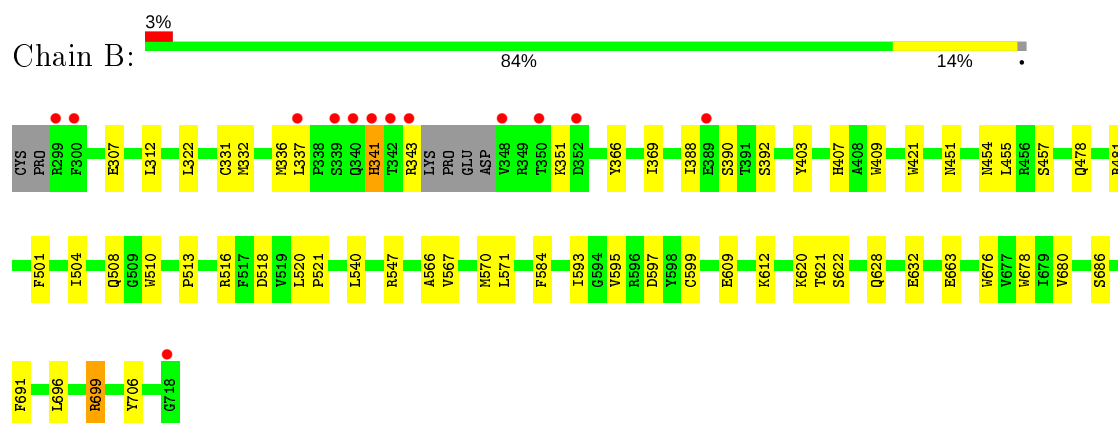 3%
Chain B:
84% 14% •
CYS PRO R299 F300 E307 L312 L322 C331 M332 M336 L337 P338 S339 Q340 H341 T342 R343 LYS PRO GLU ASP V348 R349 T350 K351 D352 Y366 I369 I388 E389 S390 T391 S392 Y403 H407 A408 W409 W421 N451 N454 L455 R456 S457 Q478
F501 I504 Q508 G509 W510 P513 R516 F517 D518 V519 L520 P521 L540 R547 A566 V567 M570 L571 F584 I593 G594 V595 R596 D597 Y598 C599 E609 K612 K620 T621 S622 Q628 E632 E663 W676 V677 W678 I679 V680 S686
F691 L696 R699 Y706 G718